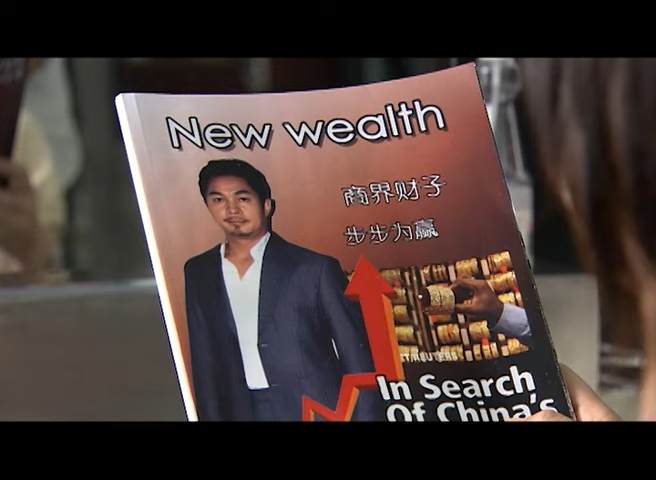 New wealth
商界财子
步步为赢
T/REUTERS
In Search
Of China's